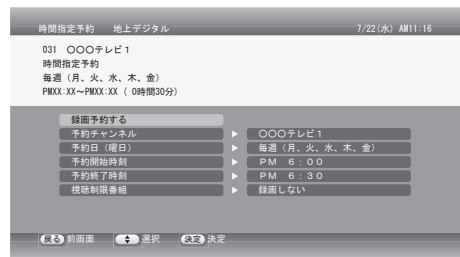 時間指定予約 地上デジタル 7/22(水) AM11:16
031 ○○○テレビ1
時間指定予約
毎週(月、火、水、木、金)
PMXX:XX～PMXX:XX ( 0時間30分)
録画予約する
予約チャンネル ▶ ○○○テレビ1
予約日(曜日) ▶ 毎週(月、火、水、木、金)
予約開始時刻 ▶ PM 6:00
予約終了時刻 ▶ PM 6:30
視聴制限番組 ▶ 録画しない
戻る 前画面 選択 決定 決定